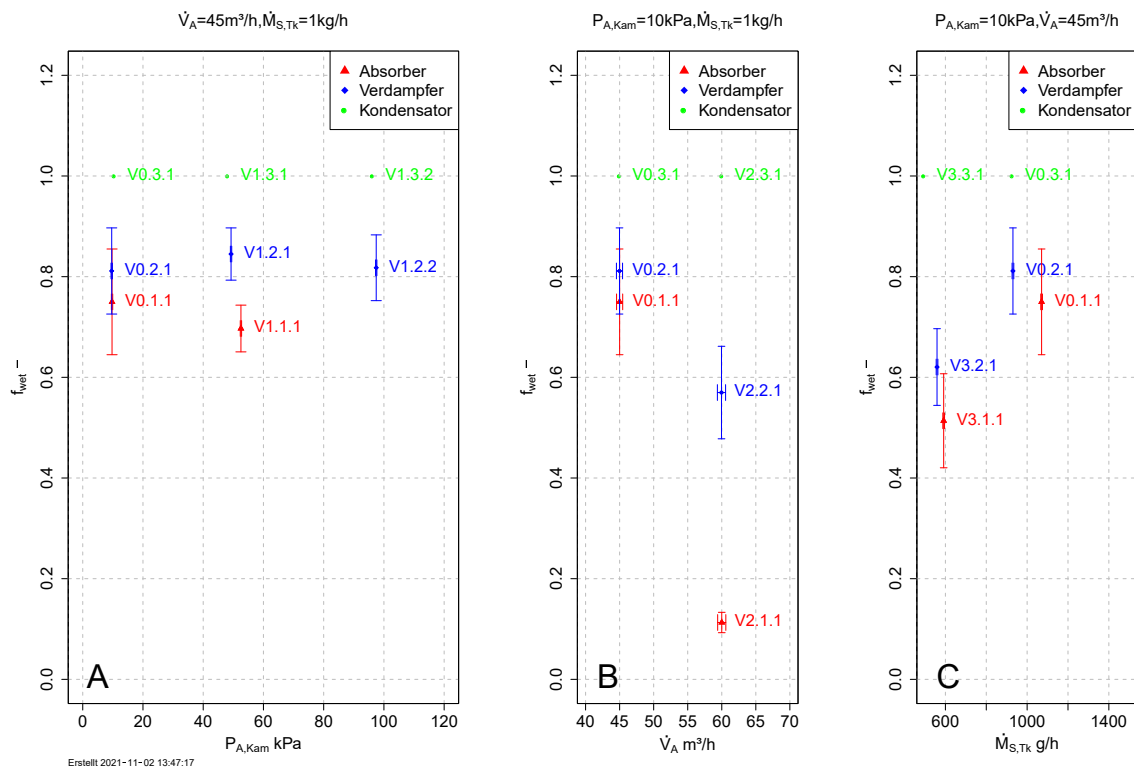 V̇A=45m³/h,ṀS,Tk=1kg/h
1.2
1.0
0.8
0.6
0.4
0.2
0.0
fwet −
Absorber
Verdampfer
Kondensator
V0.3.1
V1.3.1
V1.3.2
V0.2.1
V1.2.1
V1.2.2
V0.1.1
V1.1.1
A
0 20 40 60 80 100 120
PA,Kam kPa
PA,Kam=10kPa,ṀS,Tk=1kg/h
1.2
1.0
0.8
0.6
0.4
0.2
0.0
fwet −
Absorber
Verdampfer
Kondensator
V0.3.1
V2.3.1
V0.2.1
V0.1.1
V2.2.1
V2.1.1
B
40 45 50 55 60 65 70
V̇A m³/h
PA,Kam=10kPa,V̇A=45m³/h
1.2
1.0
0.8
0.6
0.4
0.2
0.0
fwet −
Absorber
Verdampfer
Kondensator
V3.3.1
V0.3.1
V0.2.1
V0.1.1
V3.2.1
V3.1.1
C
600 1000 1400
ṀS,Tk g/h
Erstellt 2021−11−02 13:47:17